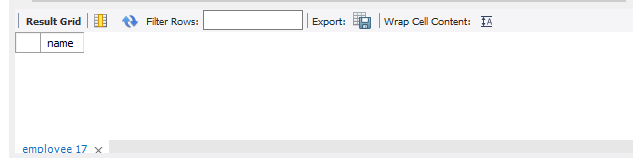 Result Grid Filter Rows: Export: Wrap Cell Content:
name
employee 17